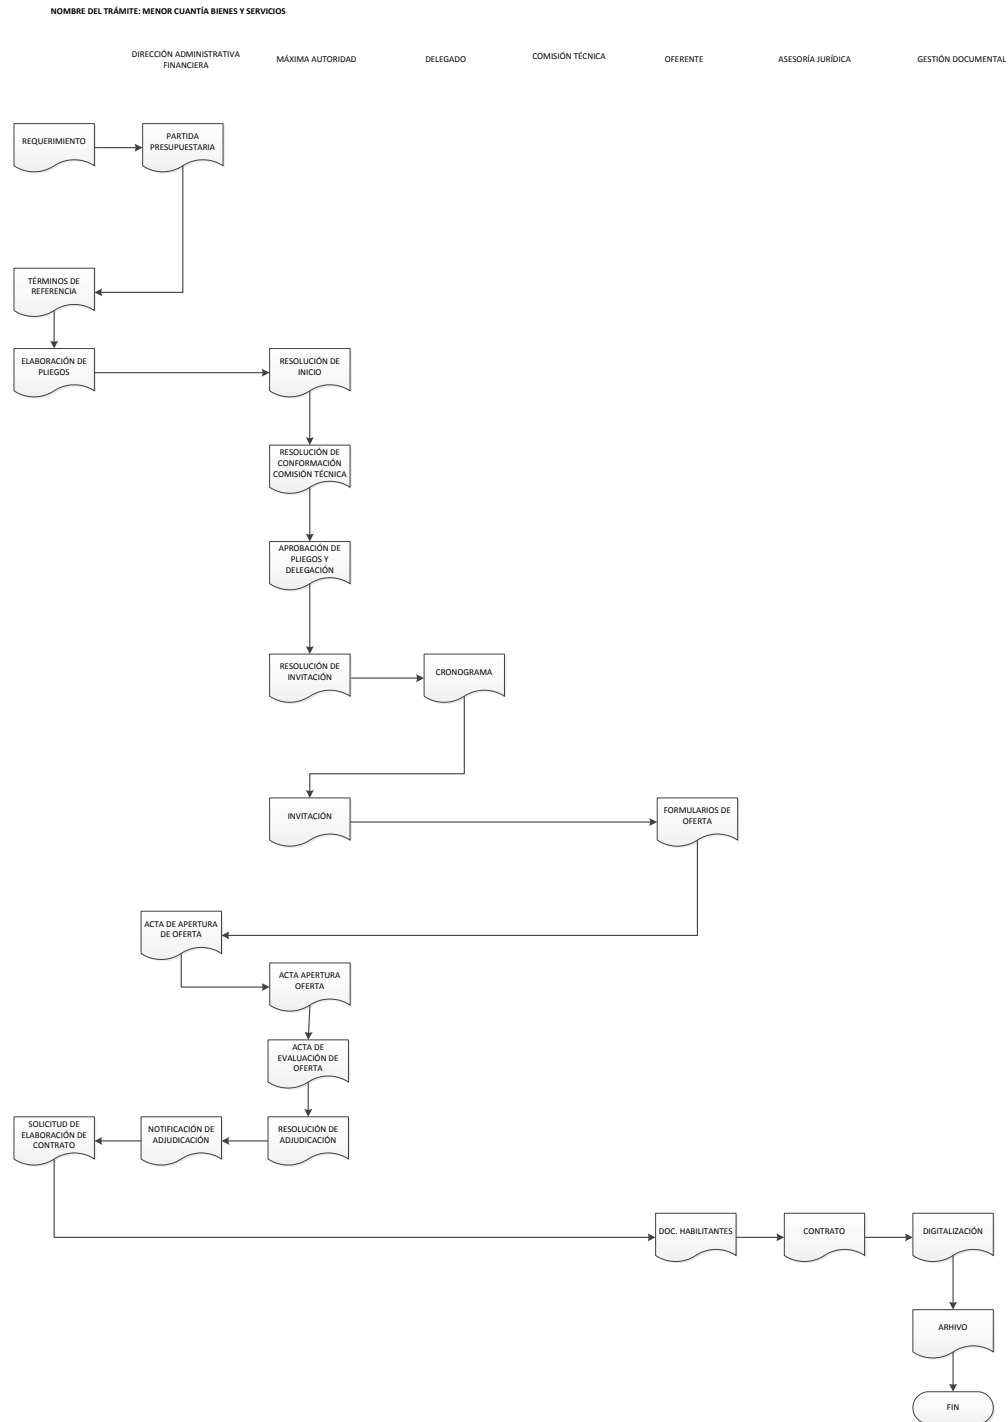 NOMBRE DEL TRÁMITE: MENOR CUANTÍA BIENES Y SERVICIOS
DIRECCIÓN ADMINISTRATIVA
FINANCIERA
MÁXIMA AUTORIDAD
DELEGADO
COMISIÓN TÉCNICA
OFERENTE
ASESORÍA JURÍDICA
GESTIÓN DOCUMENTAL
REQUERIMIENTO
PARTIDA
PRESUPUESTARIA
TÉRMINOS DE
REFERENCIA
ELABORACIÓN DE
PLIEGOS
RESOLUCIÓN DE
INICIO
RESOLUCIÓN DE
CONFORMACIÓN
COMISIÓN TÉCNICA
APROBACIÓN DE
PLIEGOS Y
DELEGACIÓN
RESOLUCIÓN DE
INVITACIÓN
CRONOGRAMA
INVITACIÓN
FORMULARIOS DE
OFERTA
ACTA DE APERTURA
DE OFERTA
ACTA APERTURA
OFERTA
ACTA DE
EVALUACIÓN DE
OFERTA
SOLICITUD DE
ELABORACIÓN DE
CONTRATO
NOTIFICACIÓN DE
ADJUDICACIÓN
RESOLUCIÓN DE
ADJUDICACIÓN
DOC. HABILITANTES
CONTRATO
DIGITALIZACIÓN
ARHIVO
FIN